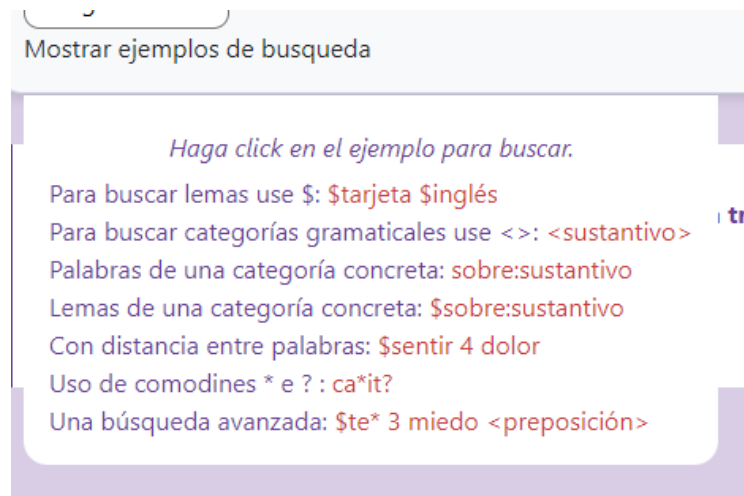 Mostrar ejemplos de busqueda
Haga click en el ejemplo para buscar.
Para buscar lemas use $: $tarjeta $inglés
Para buscar categorías gramaticales use <>: <sustantivo>
Palabras de una categoría concreta: sobre:sustantivo
Lemas de una categoría concreta: $sobre:sustantivo
Con distancia entre palabras: $sentir 4 dolor
Uso de comodines * e ? : ca*it?
Una búsqueda avanzada: $te* 3 miedo <preposición>